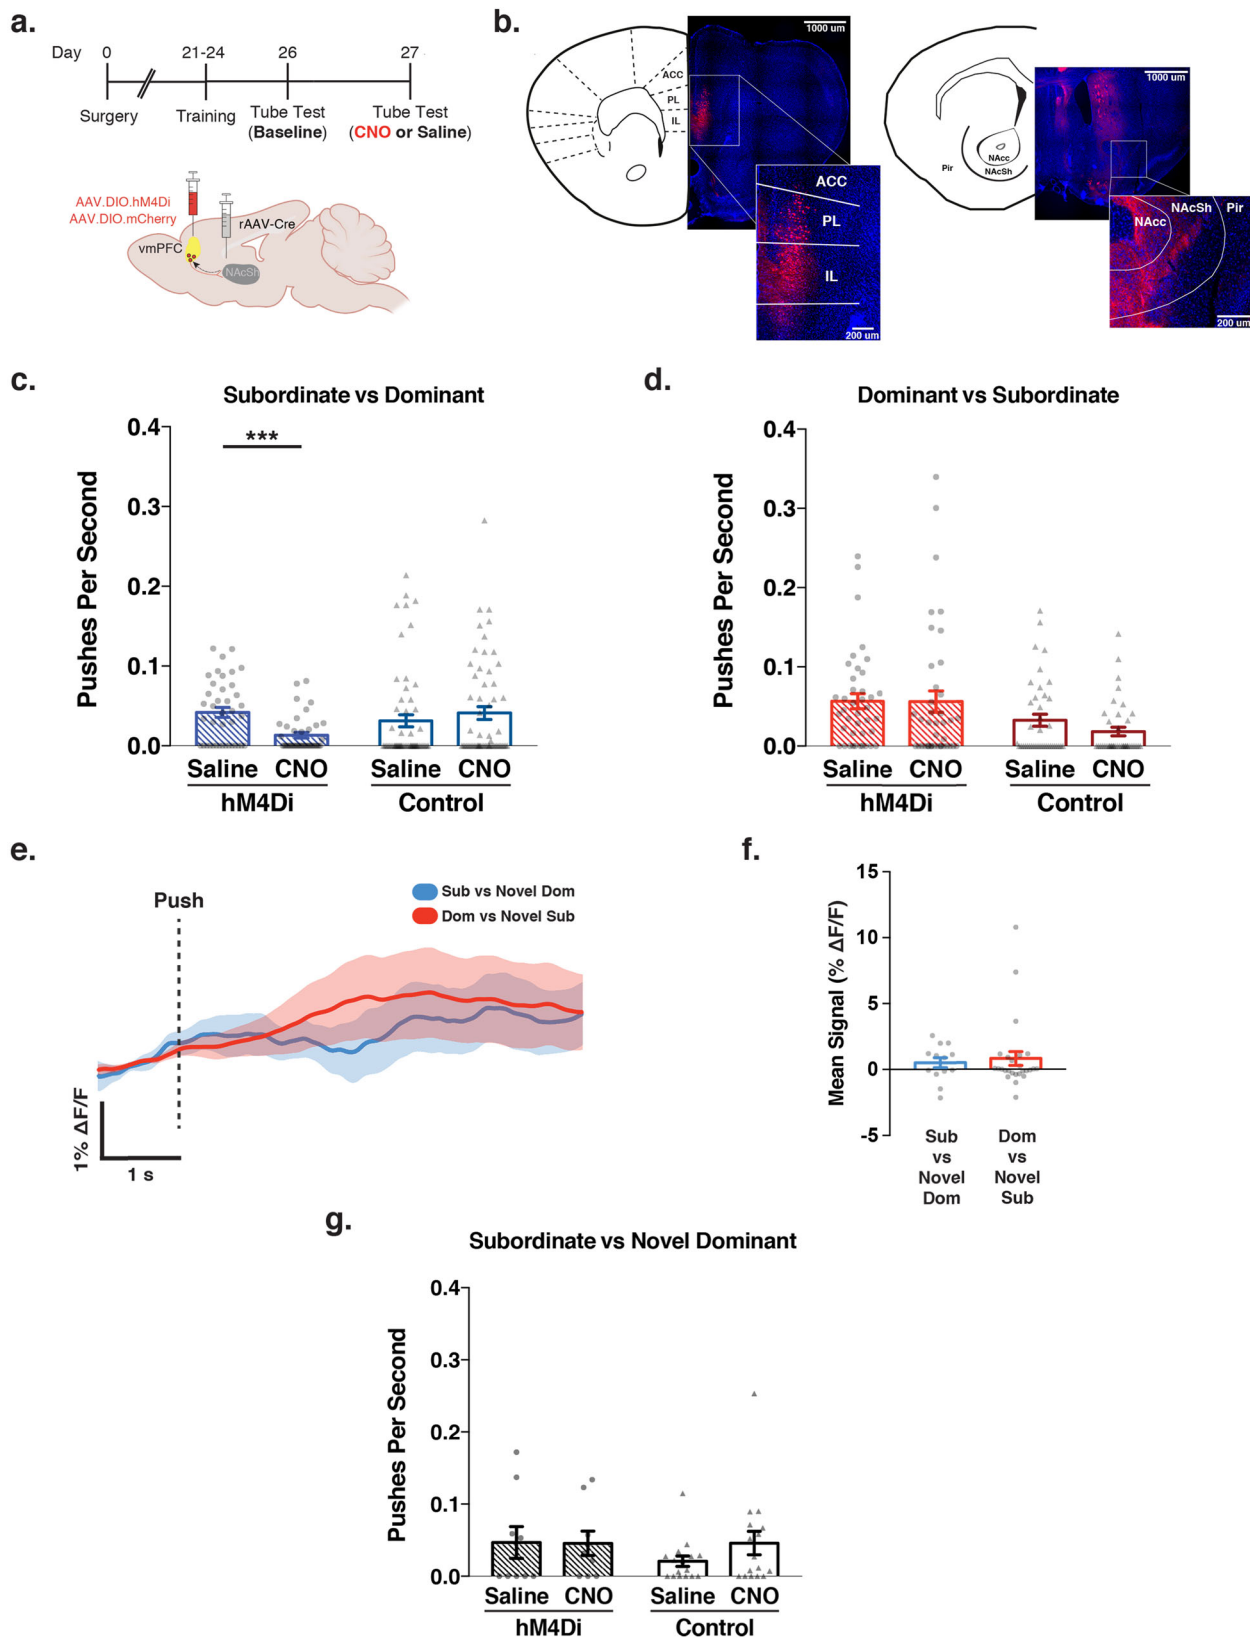 a.
Day 0 21-24 26 27
Surgery Training Tube Test Tube Test
(Baseline) (CNO or Saline)
AAV.DIO.hM4Di
AAV.DIO.mCherry
rAAV-Cre
vmPFC
NAcSh
b.
1000 um
ACC
PL
IL
ACC
PL
IL
200 um
1000 um
Pir
NAcc
NAcSh
NAcSh Pir
NAcc
200 um
c.
Subordinate vs Dominant
Pushes Per Second
0.4
***
0.3
0.2
0.1
0.0
Saline CNO Saline CNO
hM4Di Control
d.
Dominant vs Subordinate
Pushes Per Second
0.4
0.3
0.2
0.1
0.0
Saline CNO Saline CNO
hM4Di Control
e.
Push
Sub vs Novel Dom
Dom vs Novel Sub
1% ΔF/F
1 s
f.
Mean Signal (% ΔF/F)
15
10
5
0
-5
Sub Dom
vs vs
Novel Novel
Dom Sub
g.
Subordinate vs Novel Dominant
Pushes Per Second
0.4
0.3
0.2
0.1
0.0
Saline CNO Saline CNO
hM4Di Control